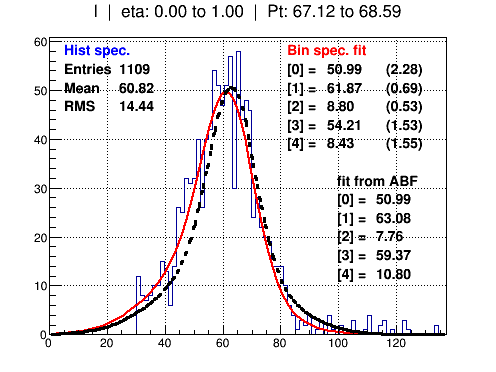 I | eta: 0.00 to 1.00 | Pt: 67.12 to 68.59
Hist spec.
Entries 1109
Mean 60.82
RMS 14.44
Bin spec. fit
[0] = 50.99 (2.28)
[1] = 61.87 (0.69)
[2] = 8.80 (0.53)
[3] = 54.21 (1.53)
[4] = 8.43 (1.55)
fit from ABF
[0] = 50.99
[1] = 63.08
[2] = 7.76
[3] = 59.37
[4] = 10.80
60
50
40
30
20
10
0
0 20 40 60 80 100 120